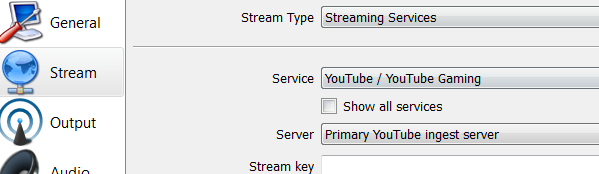 General
Stream Type Streaming Services
Stream
Service YouTube / YouTube Gaming
Show all services
Output
Server Primary YouTube ingest server
Audio
Stream key